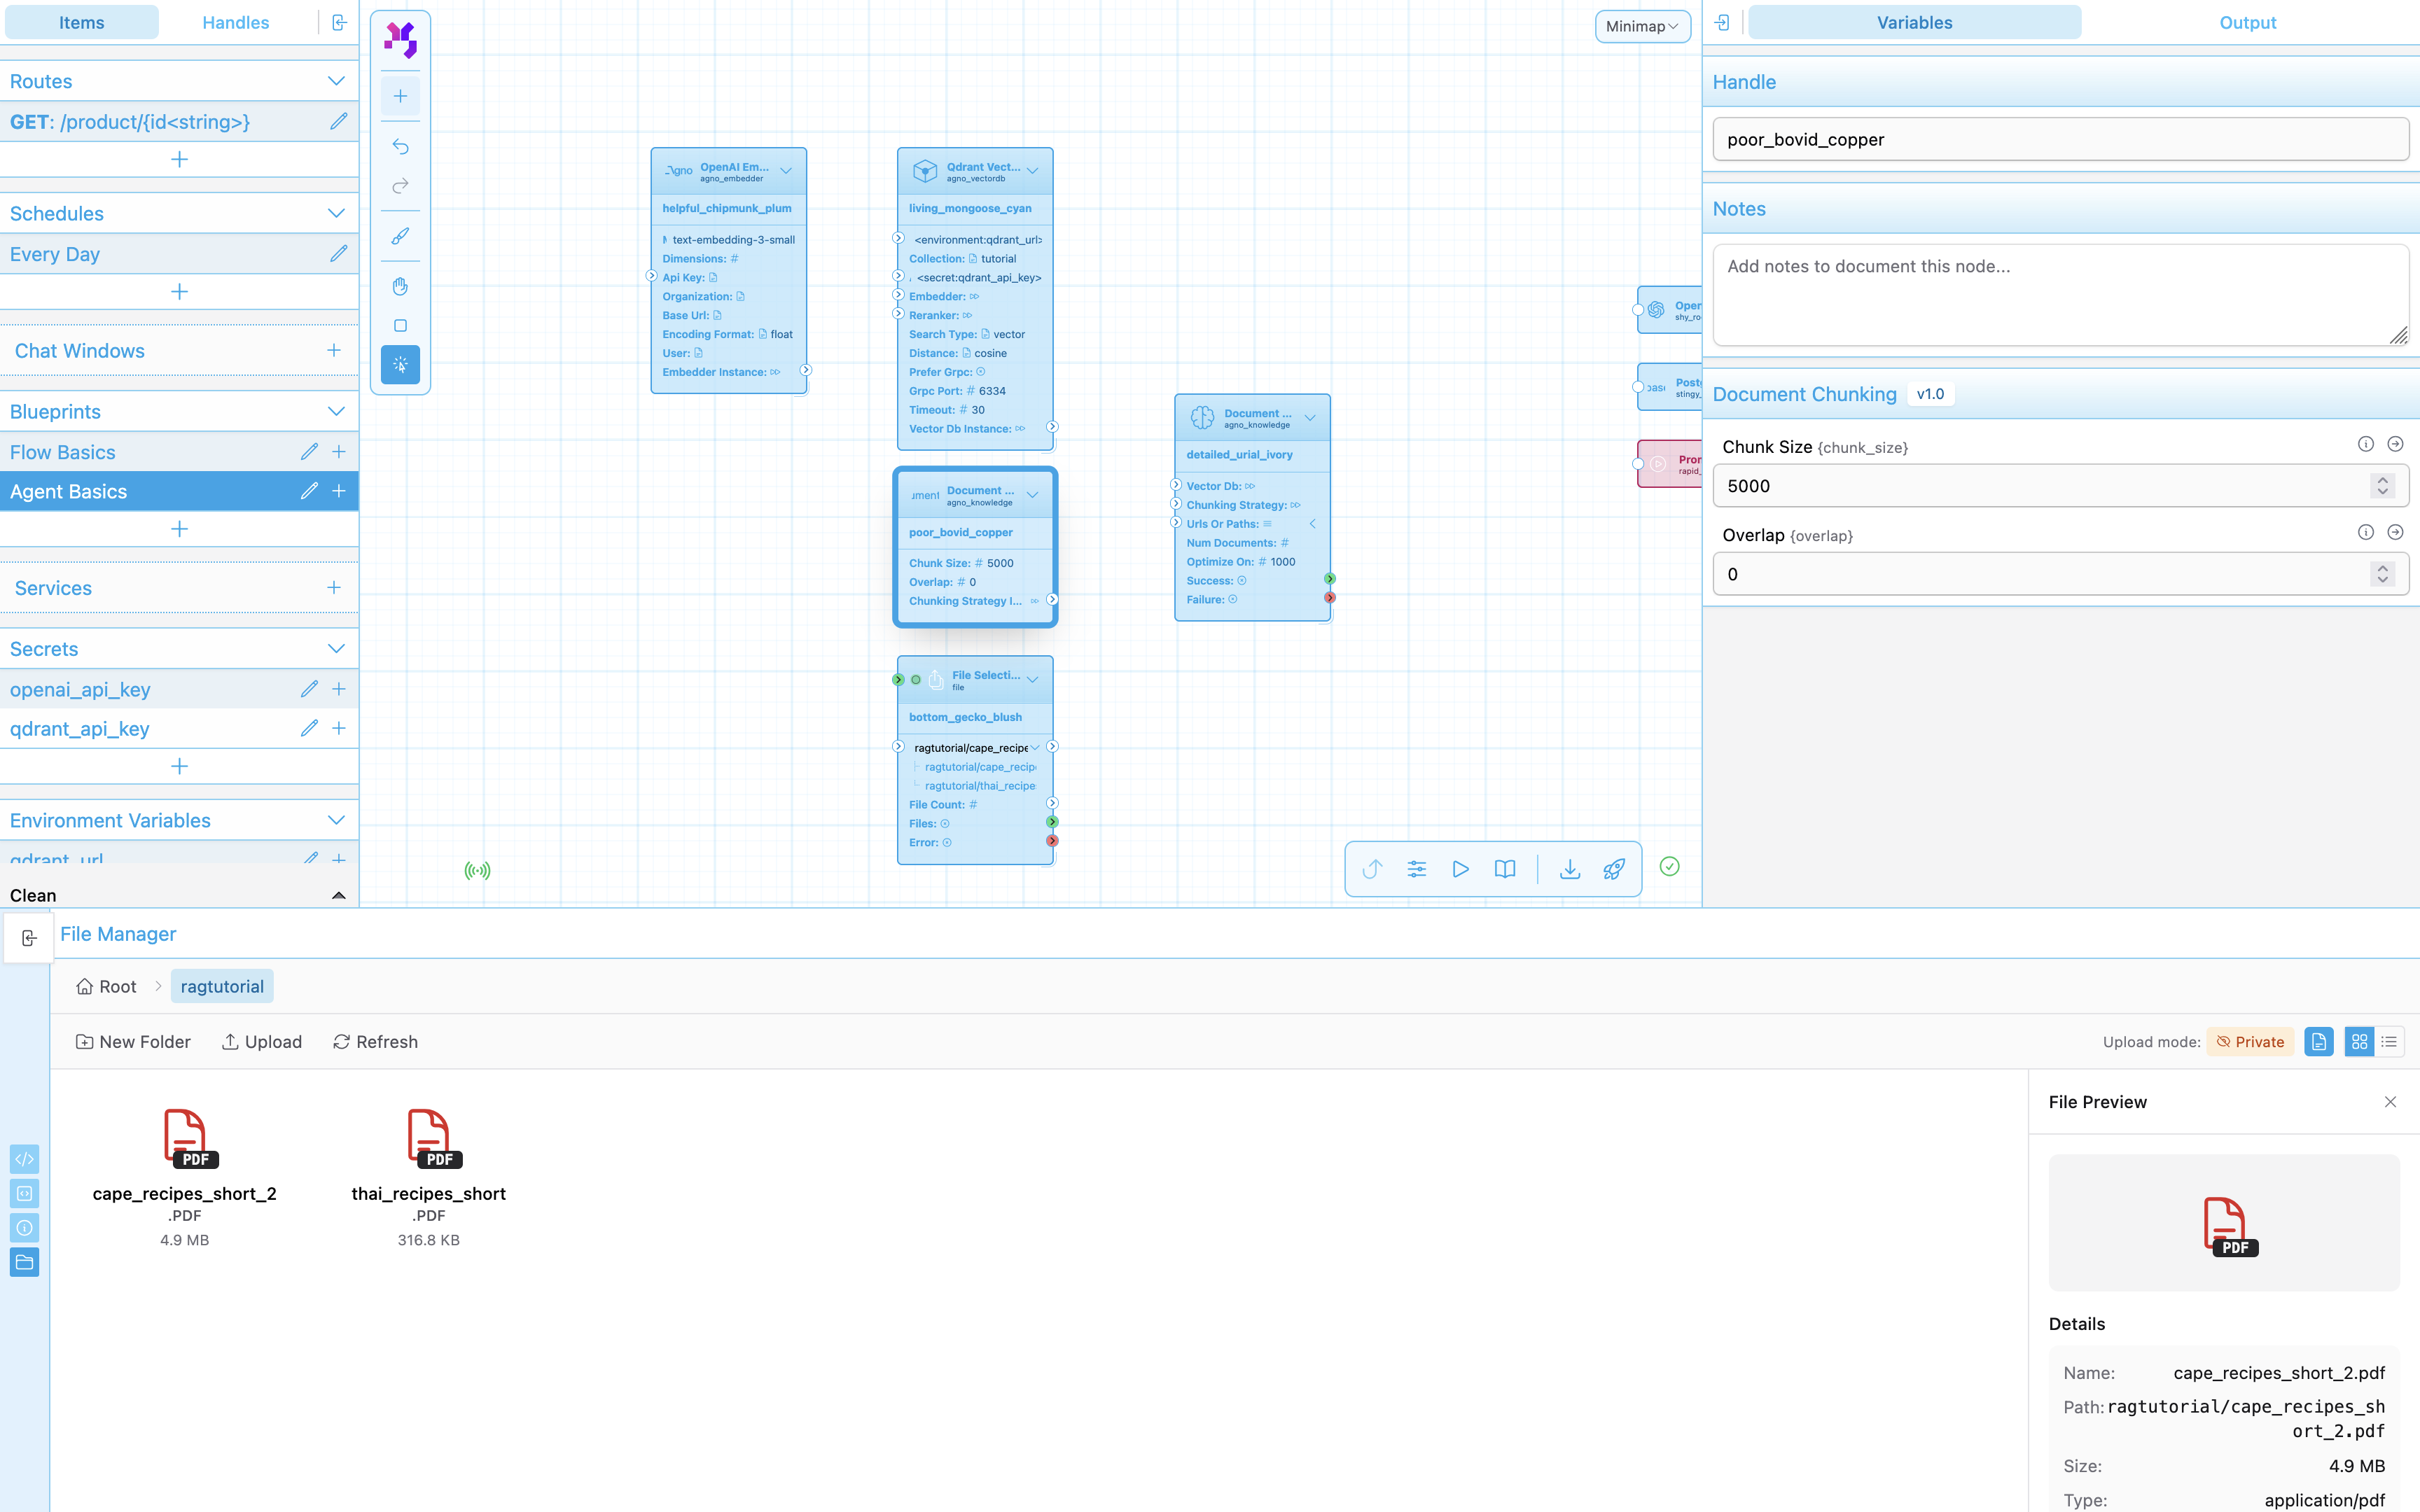 Items
Handles
Routes
GET: /product/{id<string>}
Schedules
Every Day
Chat Windows
Blueprints
Flow Basics
Agent Basics
Services
Secrets
openai_api_key
qdrant_api_key
Environment Variables
qdrant_url
Clean
Minimap
OpenAI Em...
agno_embedder
helpful_chipmunk_plum
text-embedding-3-small
Dimensions: #
Api Key:
Organization:
Base Url:
Encoding Format: float
User:
Embedder Instance:
Qdrant Vect...
agno_vectordb
living_mongoose_cyan
<environment:qdrant_url>
Collection: tutorial
<secret:qdrant_api_key>
Embedder:
Reranker:
Search Type: vector
Distance: cosine
Prefer Grpc:
Grpc Port: # 6334
Timeout: # 30
Vector Db Instance:
ument
Document ...
agno_knowledge
poor_bovid_copper
Chunk Size: # 5000
Overlap: # 0
Chunking Strategy I...
File Selecti...
file
bottom_gecko_blush
ragtutorial/cape_recipe
ragtutorial/cape_recip
ragtutorial/thai_recipe
File Count: #
Files:
Error:
Document ...
agno_knowledge
detailed_urial_ivory
Vector Db:
Chunking Strategy:
Urls Or Paths:
Num Documents: #
Optimize On: # 1000
Success:
Failure:
Open
shy_ro
base
Post
stingy_
Pror
rapid_
Variables
Output
Handle
poor_bovid_copper
Notes
Add notes to document this node...
Document Chunking v1.0
Chunk Size {chunk_size}
5000
Overlap {overlap}
0
File Manager
Root
ragtutorial
New Folder
Upload
Refresh
Upload mode: Private
PDF
cape_recipes_short_2
.PDF
4.9 MB
PDF
thai_recipes_short
.PDF
316.8 KB
File Preview
PDF
Details
Name: cape_recipes_short_2.pdf
Path: ragtutorial/cape_recipes_sh
ort_2.pdf
Size: 4.9 MB
Type: application/pdf